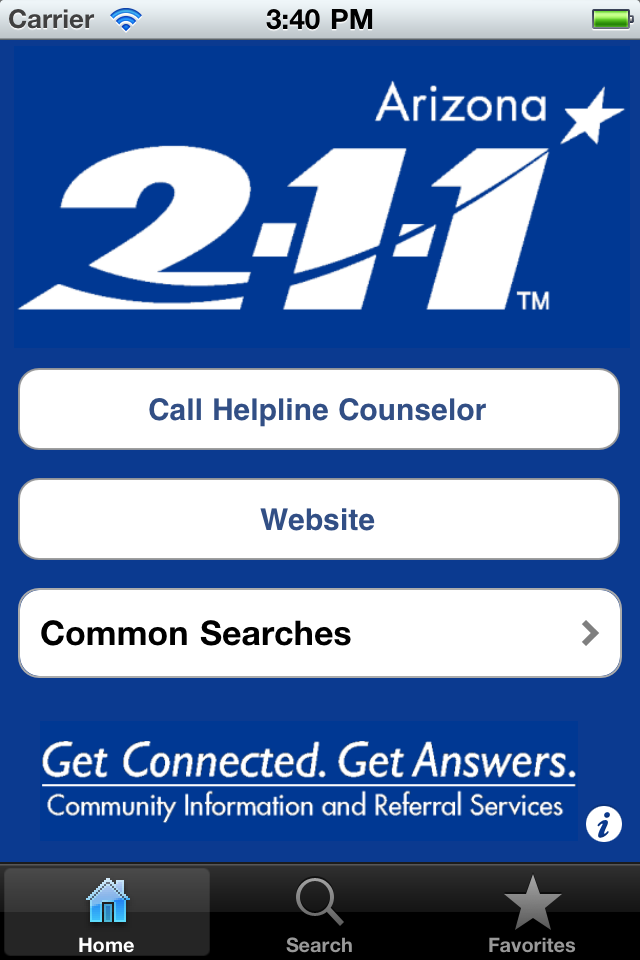 Carrier 3:40 PM
Arizona
2-1-1 TM
Call Helpline Counselor
Website
Common Searches
Get Connected. Get Answers.
Community Information and Referral Services
i
Home Search Favorites